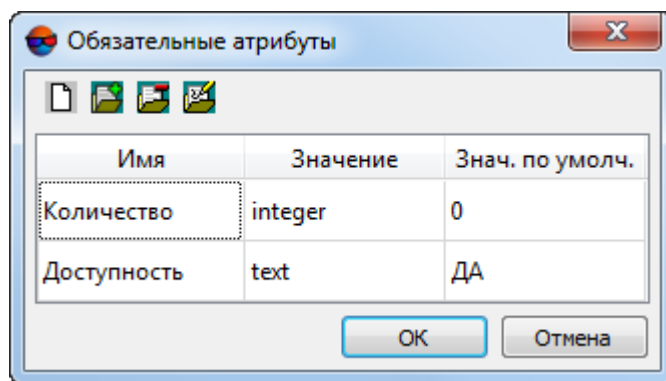 Обязательные атрибуты
Имя Значение Знач. по умолч.
Количество integer 0
Доступность text ДА
OK Отмена